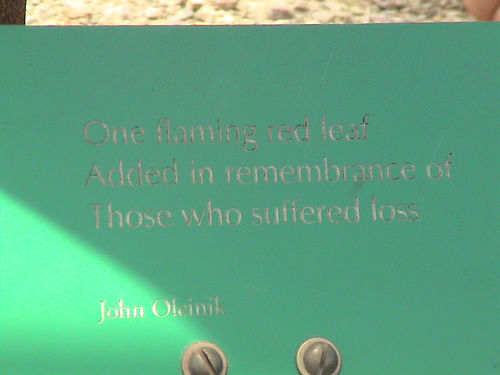 One flaming red leaf
Added in remembrance of
Those who suffered loss
John Olcinik